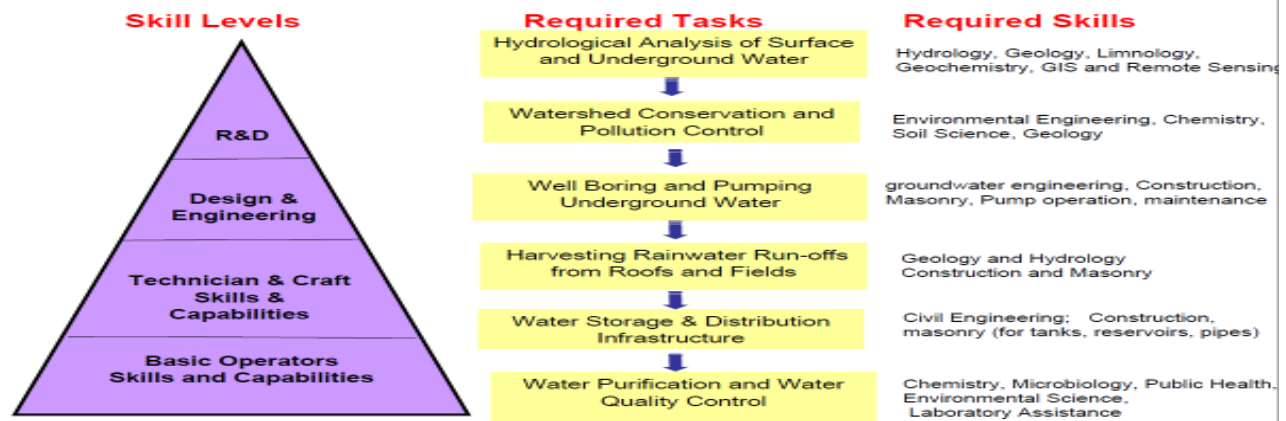 Skill Levels
Required Tasks
Required Skills
R&D
Design &
Engineering
Technician & Craft
Skills &
Capabilities
Basic Operators
Skills and Capabilities
Hydrological Analysis of Surface
and Underground Water
Hydrology, Geology, Limnology,
Geochemistry, GIS and Remote Sensing
Watershed Conservation and
Pollution Control
Environmental Engineering, Chemistry,
Soil Science, Geology
Well Boring and Pumping
Underground Water
groundwater engineering, Construction,
Masonry, Pump operation, maintenance
Harvesting Rainwater Run-offs
from Roofs and Fields
Geology and Hydrology
Construction and Masonry
Water Storage & Distribution
Infrastructure
Civil Engineering; Construction,
masonry (for tanks, reservoirs, pipes)
Water Purification and Water
Quality Control
Chemistry, Microbiology, Public Health,
Environmental Science,
Laboratory Assistance